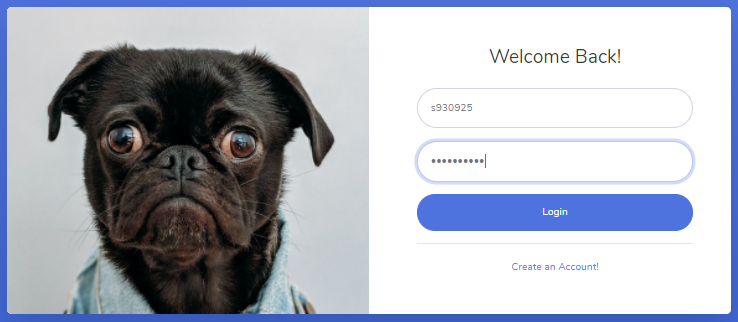 Welcome Back!
s930925
••••••••••
Login
Create an Account!